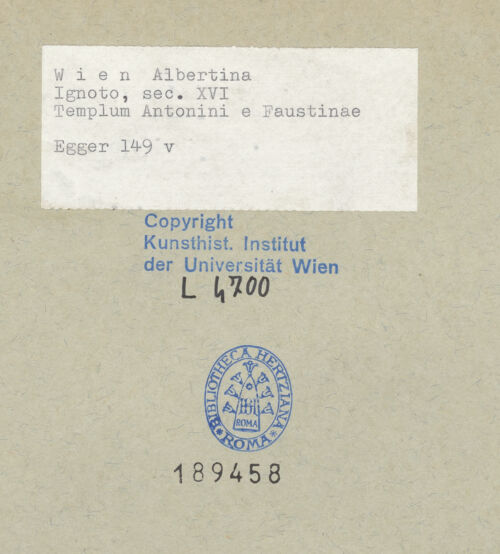 W i e n Albertina
Ignoto, sec. XVI
Templum Antonini e Faustinae
Egger 149 v
Copyright
Kunsthist. Institut
der Universität Wien
L 4700
BIBLIOTHECA HERTZIANA
ROMA
* ROMA *
189458